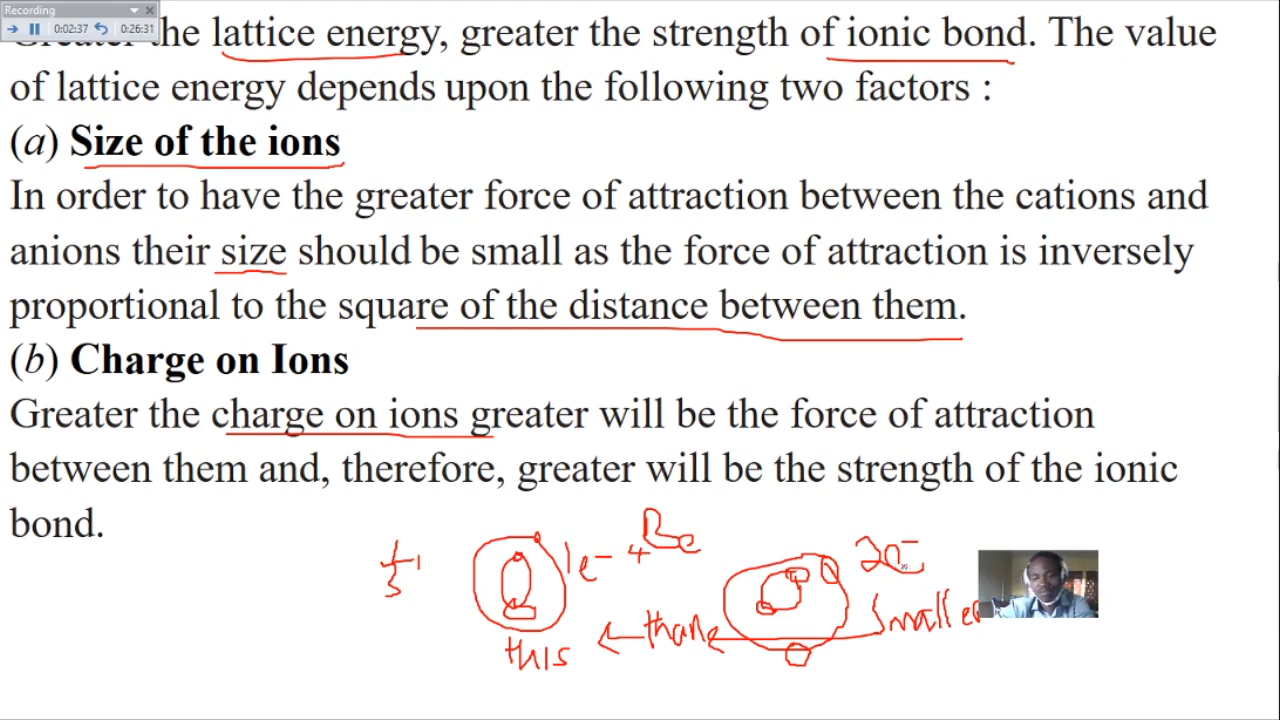 Recording
0:02:37 0:26:31
Greater the lattice energy, greater the strength of ionic bond. The value
of lattice energy depends upon the following two factors :
(a) Size of the ions
In order to have the greater force of attraction between the cations and
anions their size should be small as the force of attraction is inversely
proportional to the square of the distance between them.
(b) Charge on Ions
Greater the charge on ions greater will be the force of attraction
between them and, therefore, greater will be the strength of the ionic
bond.
1e- 4Be 2e-
this than smaller